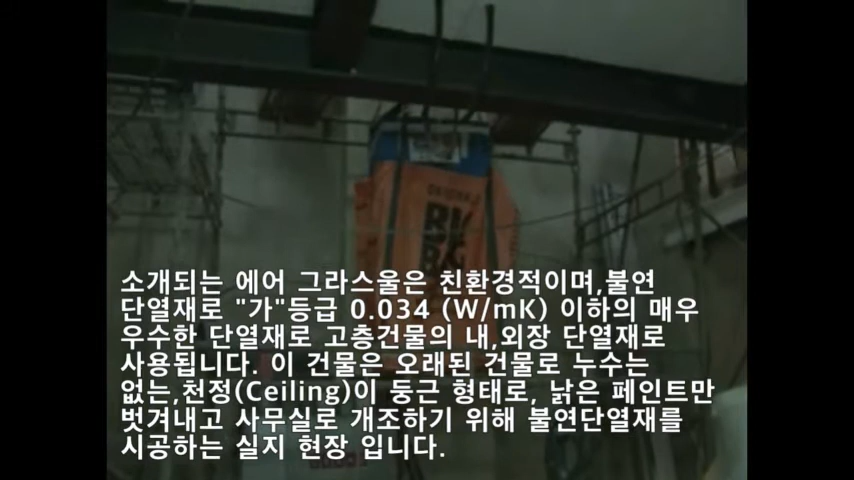 소개되는 에어 그라스울은 친환경적이며,불연
단열재로 "가"등급 0.034 (W/mK) 이하의 매우
우수한 단열재로 고층건물의 내,외장 단열재로
사용됩니다. 이 건물은 오래된 건물로 누수는
없는,천정(Ceiling)이 둥근 형태로, 낡은 페인트만
벗겨내고 사무실로 개조하기 위해 불연단열재를
시공하는 실지 현장 입니다.